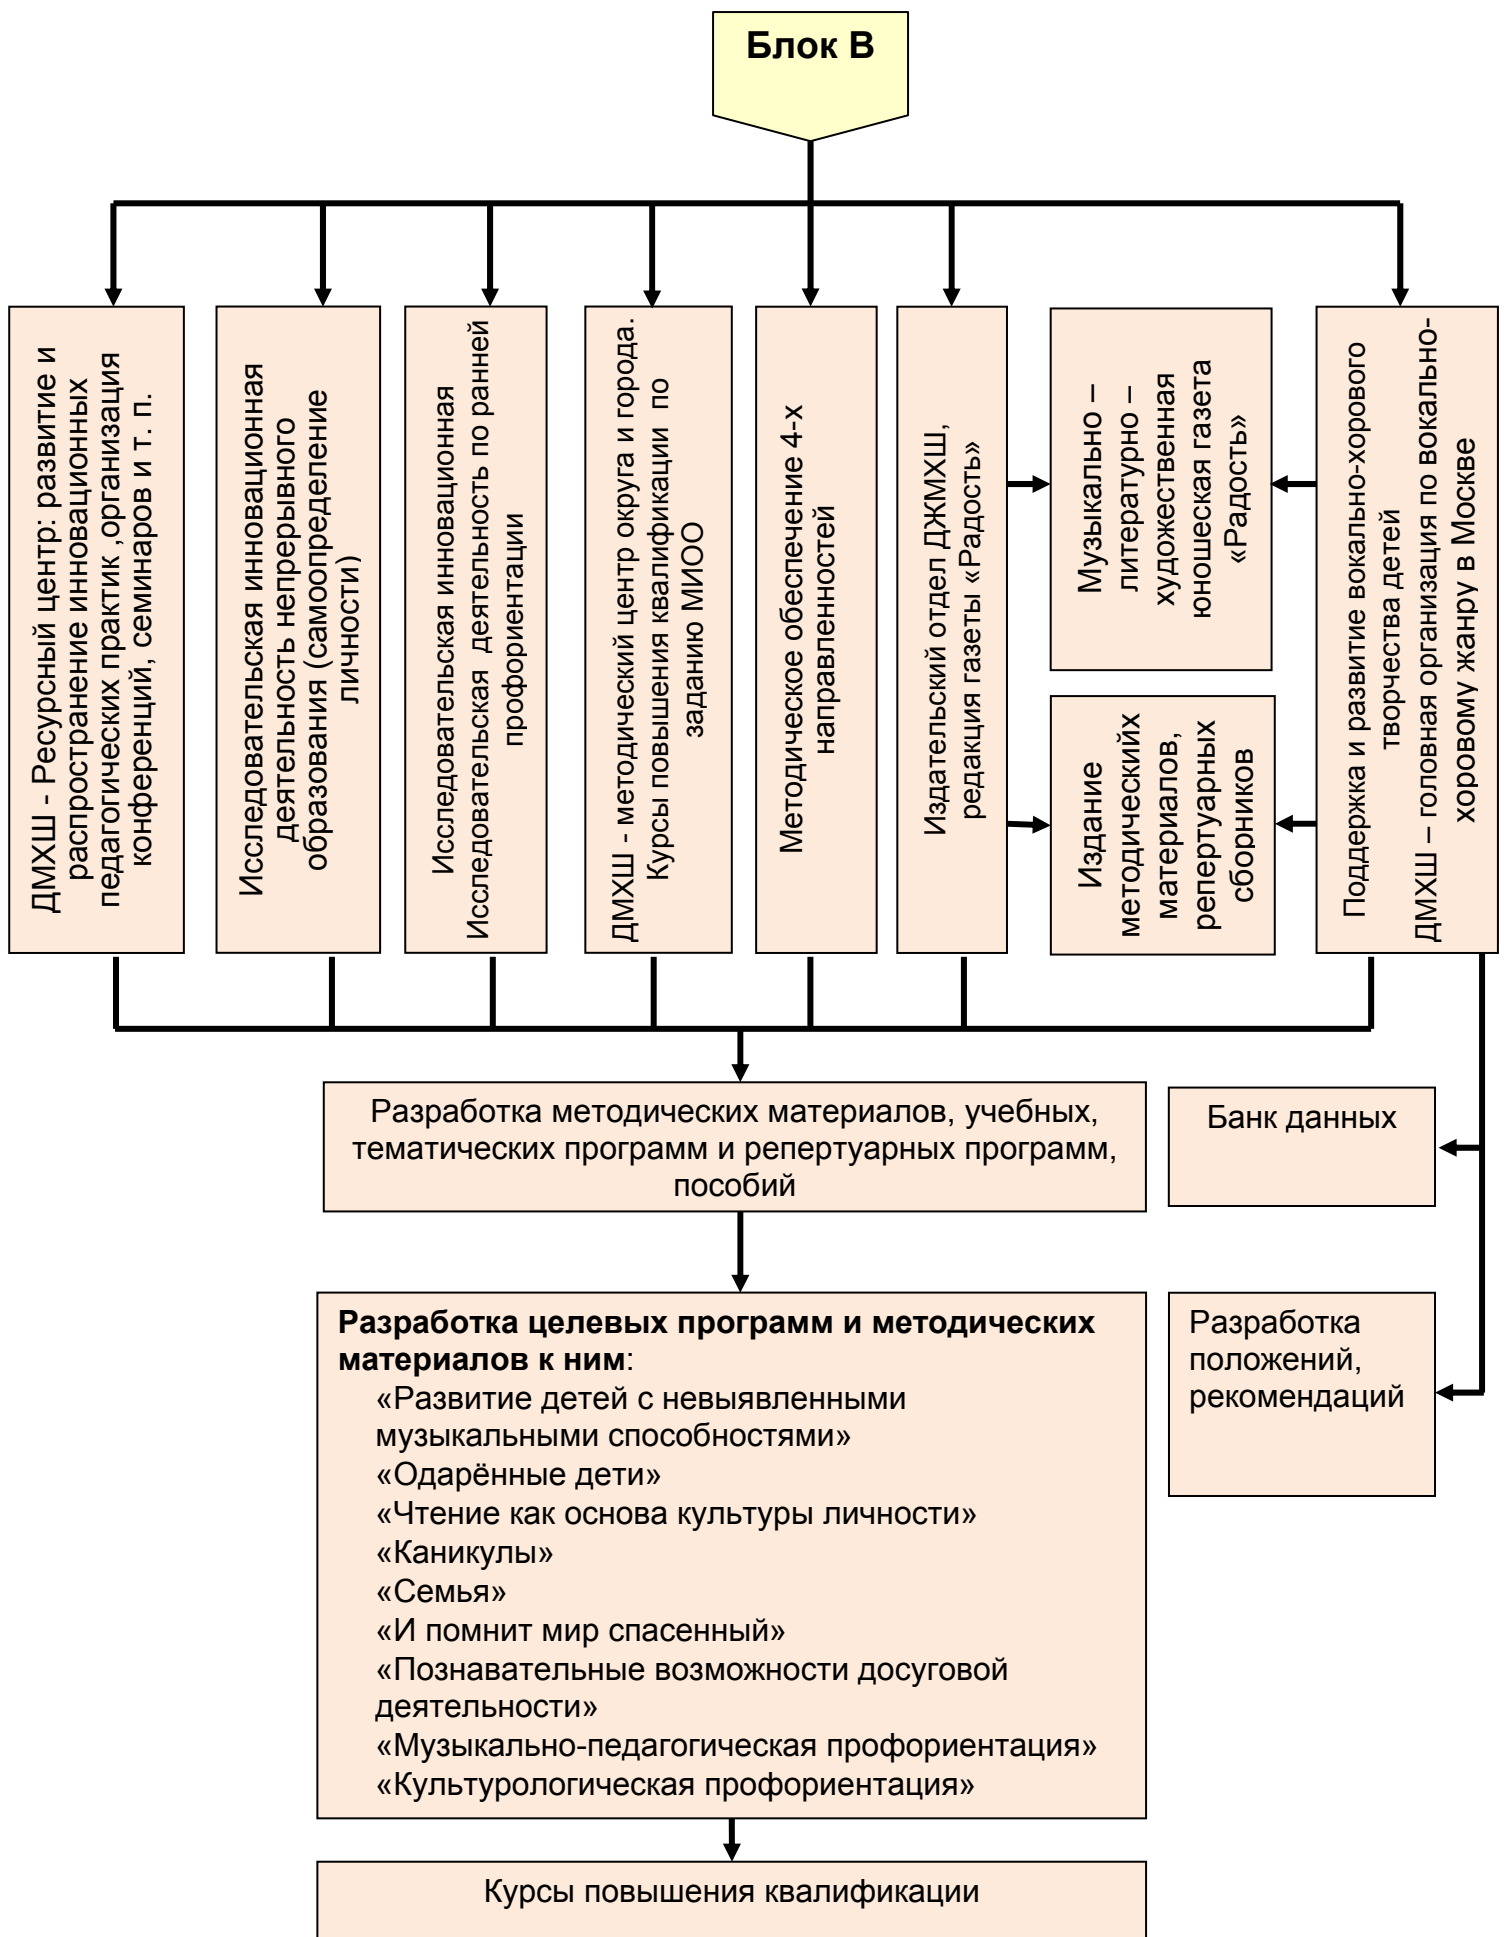 Блок В
ДМХШ - Ресурсный центр: развитие и
распространение инновационных
педагогических практик ,организация
конференций, семинаров и т. п.
Исследовательская инновационная
деятельность непрерывного
образования (самоопределение
личности)
Исследовательская инновационная
Исследовательская деятельность по ранней
профориентации
ДМХШ - методический центр округа и города.
Курсы повышения квалификации по
заданию МИОО
Методическое обеспечение 4-х
направленностей
Издательский отдел ДЖМХШ,
редакция газеты «Радость»
Музыкально –
литературно –
художественная
юношеская газета
«Радость»
Издание
методическийх
материалов,
репертуарных
сборников
Поддержка и развитие вокально-хорового
творчества детей
ДМХШ – головная организация по вокально-
хоровому жанру в Москве
Разработка методических материалов, учебных,
тематических программ и репертуарных программ,
пособий
Банк данных
Разработка целевых программ и методических
материалов к ним:
«Развитие детей с невыявленными
музыкальными способностями»
«Одарённые дети»
«Чтение как основа культуры личности»
«Каникулы»
«Семья»
«И помнит мир спасенный»
«Познавательные возможности досуговой
деятельности»
«Музыкально-педагогическая профориентация»
«Культурологическая профориентация»
Разработка
положений,
рекомендаций
Курсы повышения квалификации